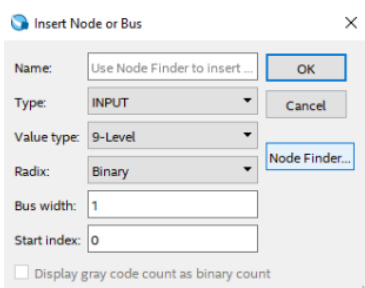 Insert Node or Bus
Name: Use Node Finder to insert ... OK
Type: INPUT Cancel
Value type: 9-Level
Node Finder...
Radix: Binary
Bus width: 1
Start index: 0
Display gray code count as binary count